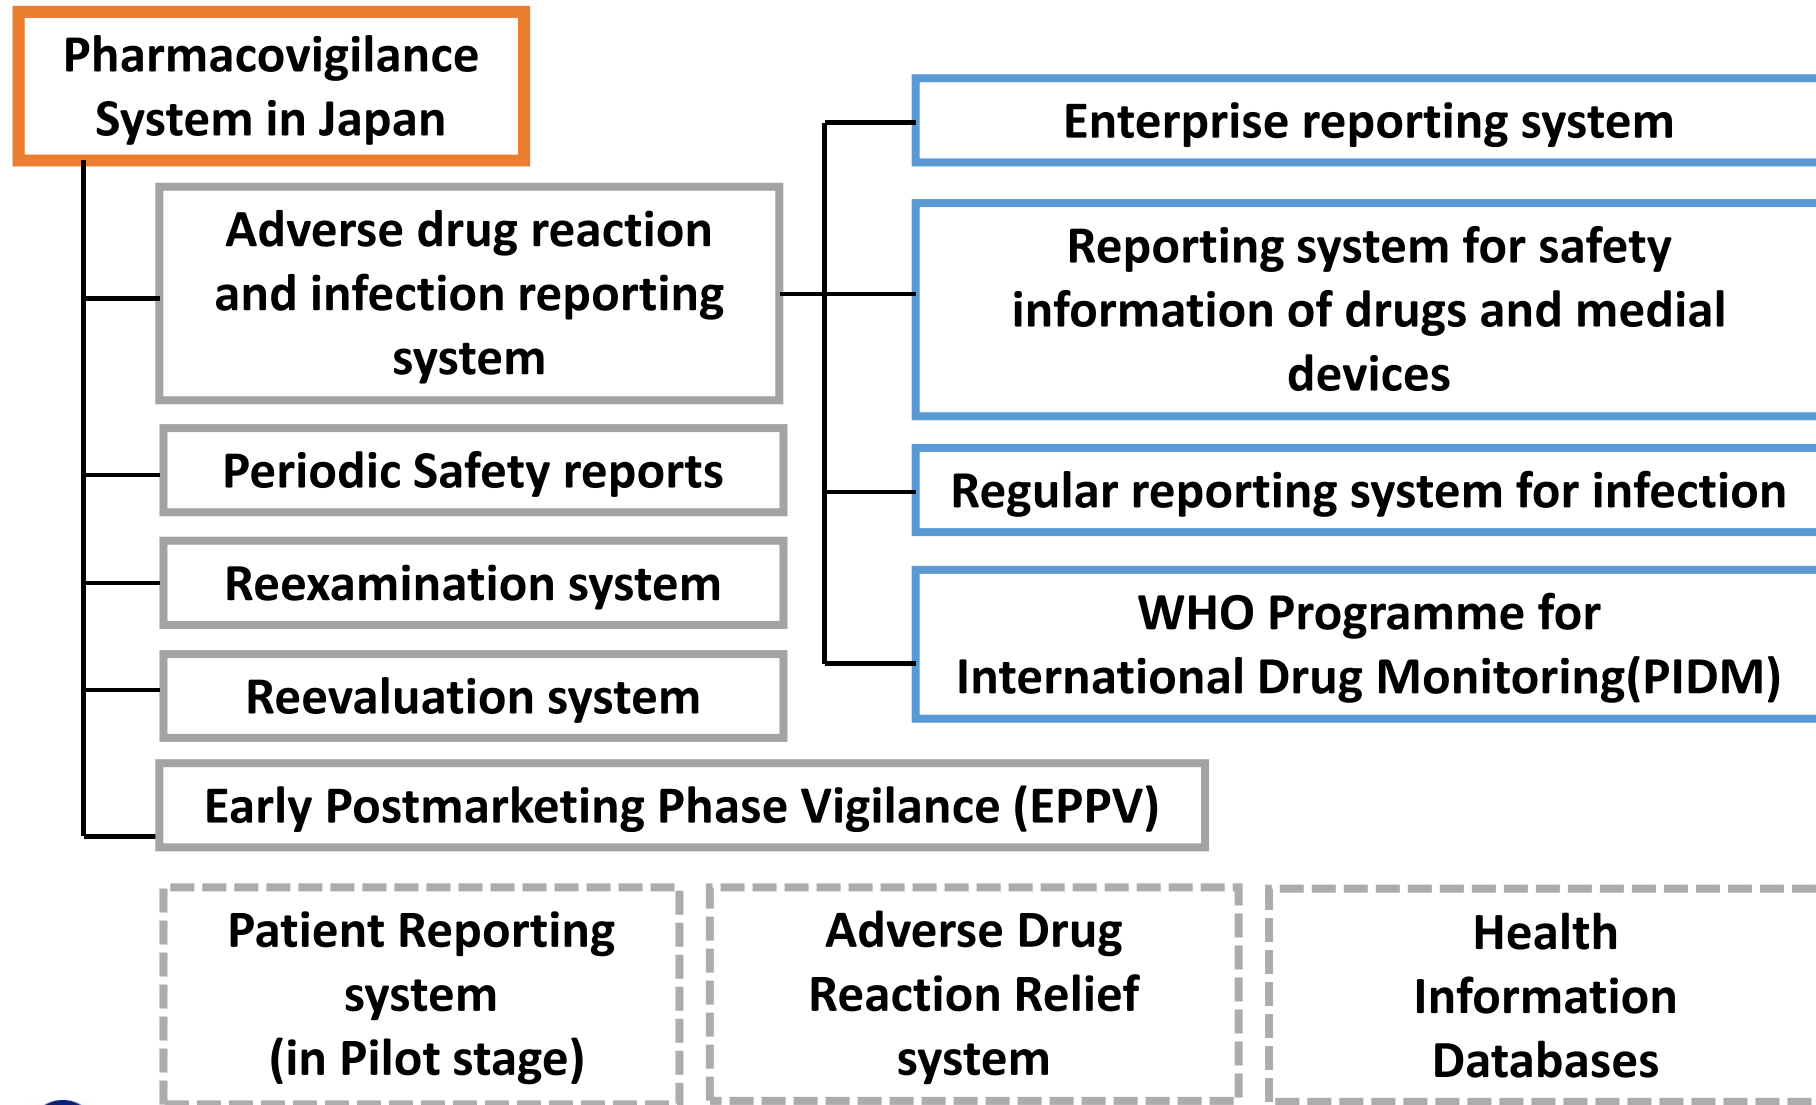 Pharmacovigilance
System in Japan
Adverse drug reaction
and infection reporting
system
Periodic Safety reports
Reexamination system
Reevaluation system
Early Postmarketing Phase Vigilance (EPPV)
Enterprise reporting system
Reporting system for safety
information of drugs and medial
devices
Regular reporting system for infection
WHO Programme for
International Drug Monitoring(PIDM)
Patient Reporting
system
(in Pilot stage)
Adverse Drug
Reaction Relief
system
Health
Information
Databases